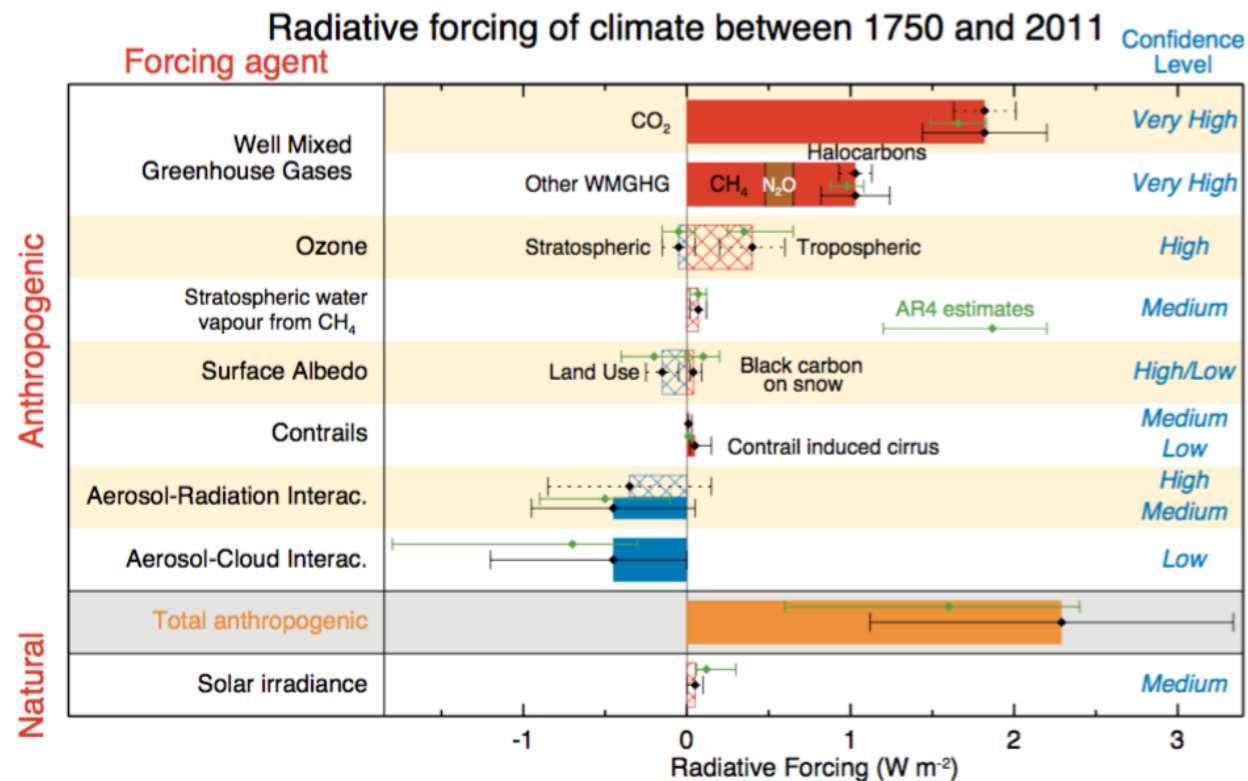 Radiative forcing of climate between 1750 and 2011
Forcing agent
Confidence
Level
Anthropogenic
Natural
Well Mixed
Greenhouse Gases
CO₂
Very High
Halocarbons
Other WMGHG
CH₄
N₂O
Very High
Ozone
Stratospheric
Tropospheric
High
Stratospheric water
vapour from CH₄
AR4 estimates
Medium
Surface Albedo
Land Use
Black carbon
on snow
High/Low
Contrails
Contrail induced cirrus
Medium
Low
Aerosol-Radiation Interac.
High
Medium
Aerosol-Cloud Interac.
Low
Total anthropogenic
Solar irradiance
Medium
-1 0 1 2 3
Radiative Forcing (W m⁻²)